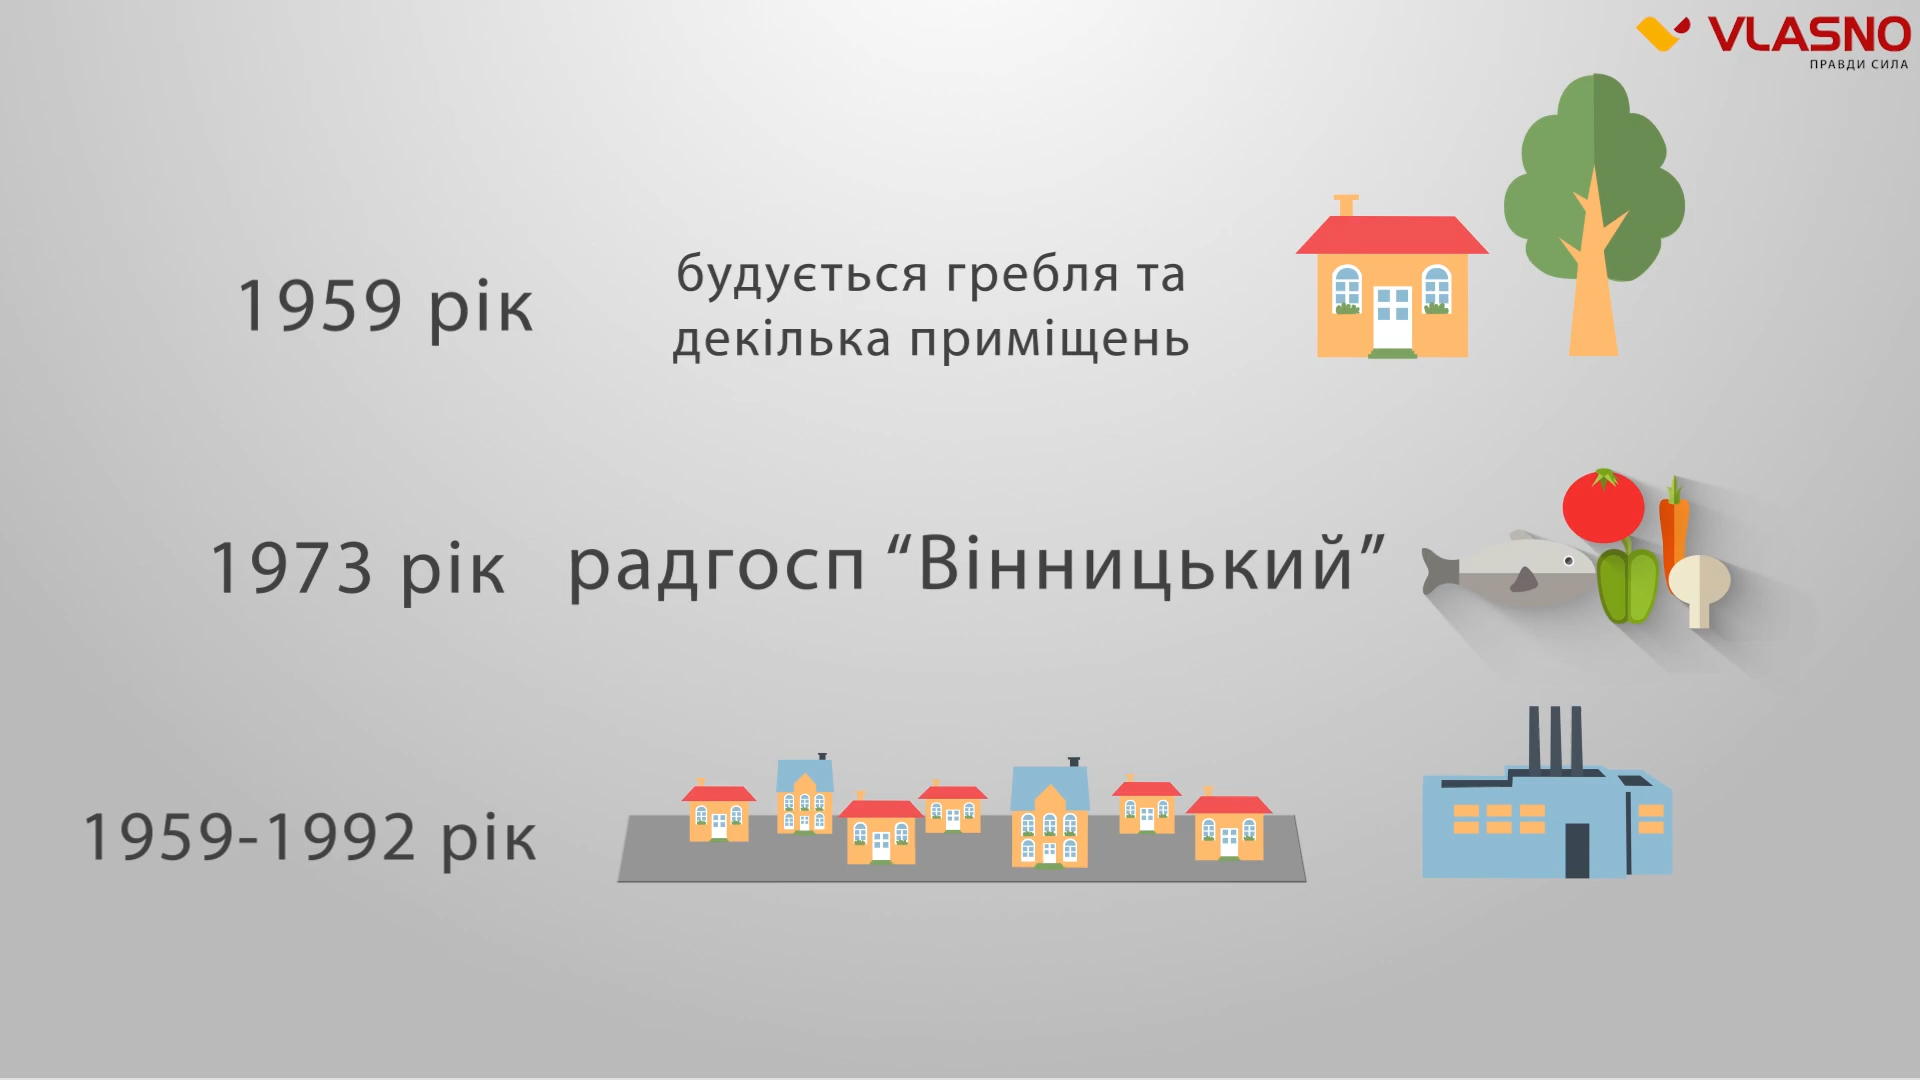 VLASNO
ПРАВДИ СИЛА
1959 рік
будується гребля та
декілька приміщень
1973 рік
радгосп “Вінницький”
1959-1992 рік